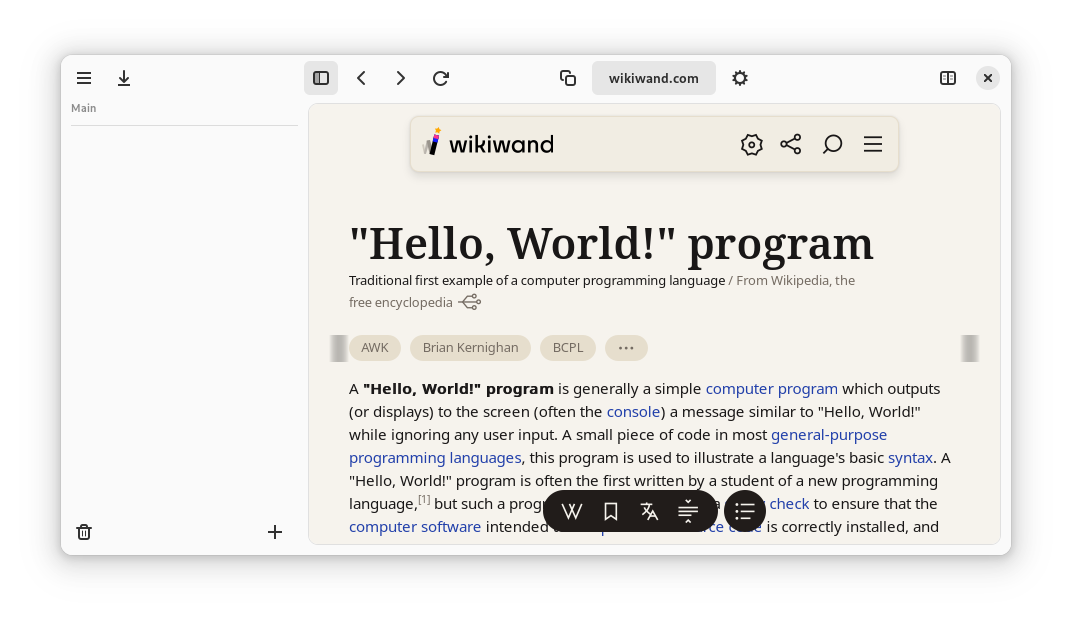 wikiwand.com
Main
wikiwand
"Hello, World!" program
Traditional first example of a computer programming language / From Wikipedia, the
free encyclopedia
AWK Brian Kernighan BCPL ...
A "Hello, World!" program is generally a simple computer program which outputs
(or displays) to the screen (often the console) a message similar to "Hello, World!"
while ignoring any user input. A small piece of code in most general-purpose
programming languages, this program is used to illustrate a language's basic syntax. A
"Hello, World!" program is often the first written by a student of a new programming
language,[1] but such a check to ensure that the
computer software intended is correctly installed, and